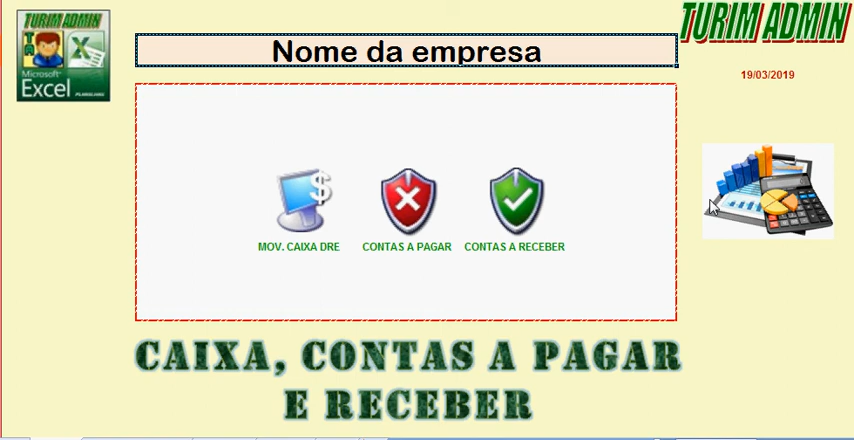 TURIM ADMIN
TA
Microsoft
Excel
Nome da empresa
TURIM ADMIN
19/03/2019
$
MOV. CAIXA DRE
CONTAS A PAGAR
CONTAS A RECEBER
CAIXA, CONTAS A PAGAR
E RECEBER